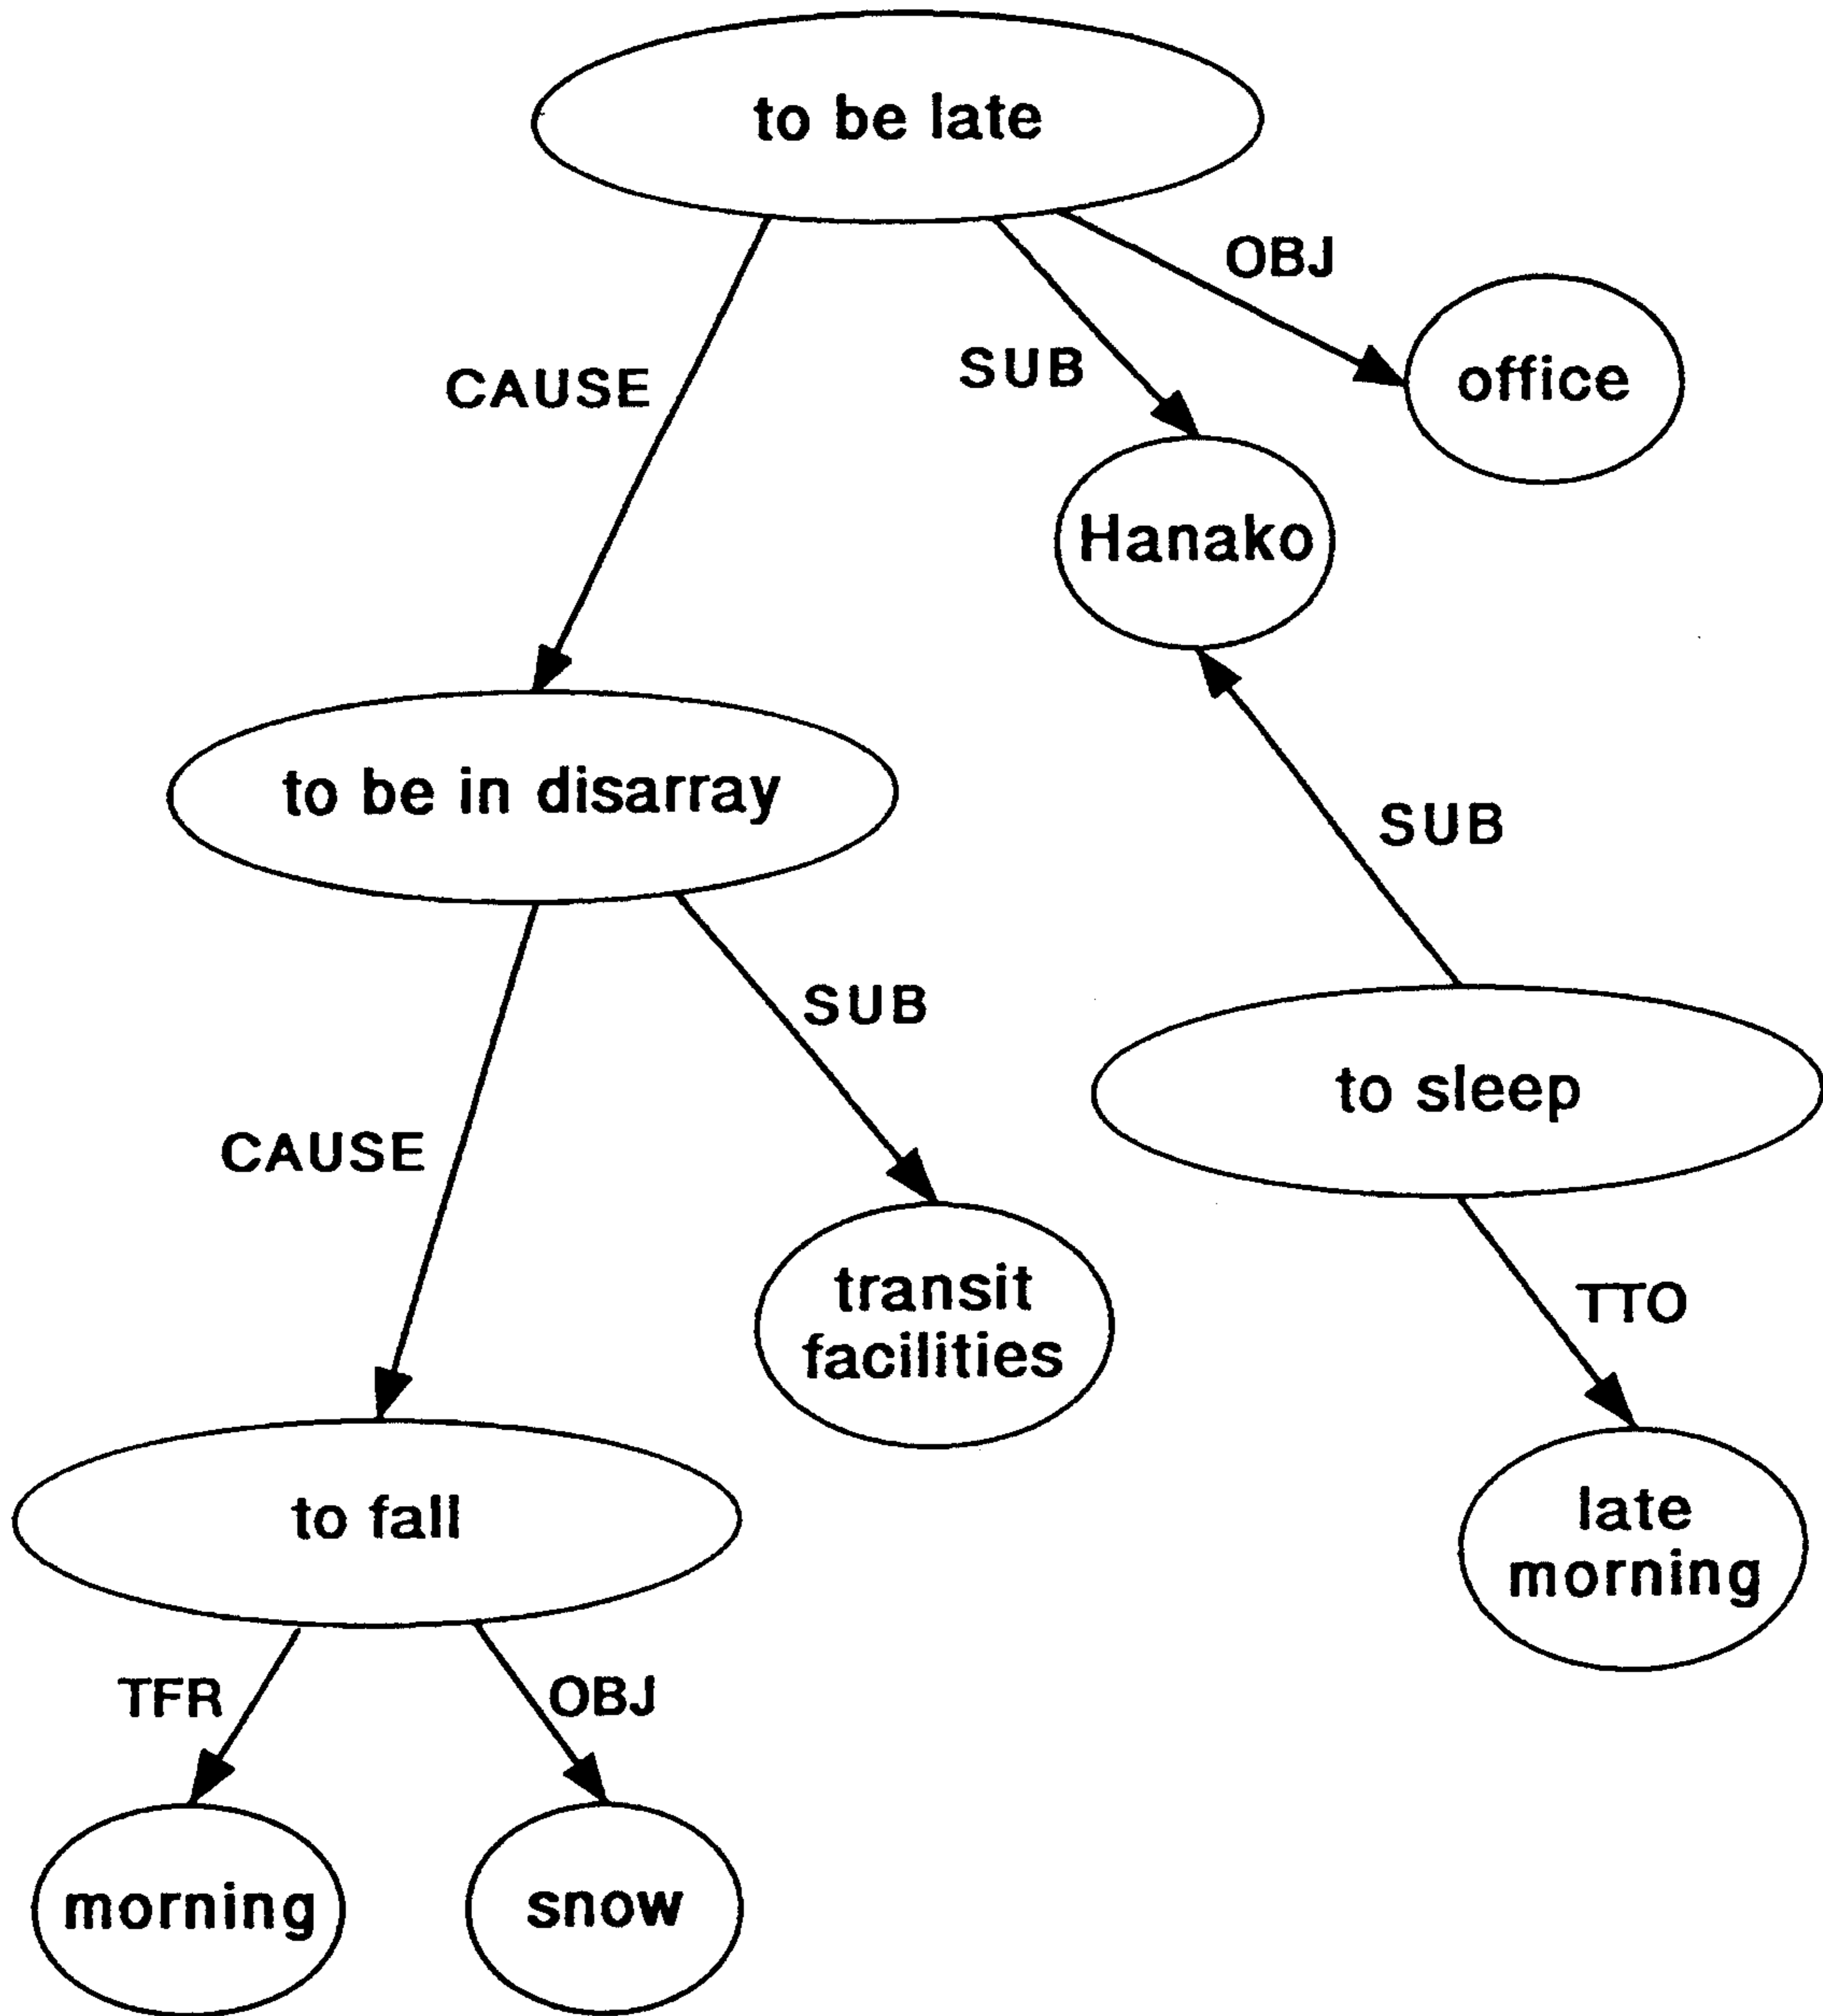 to be late
OBJ
office
SUB
CAUSE
Hanako
to be in disarray
SUB
SUB
to sleep
CAUSE
transit
facilities
TTO
to fall
late
morning
TFR
OBJ
morning
snow